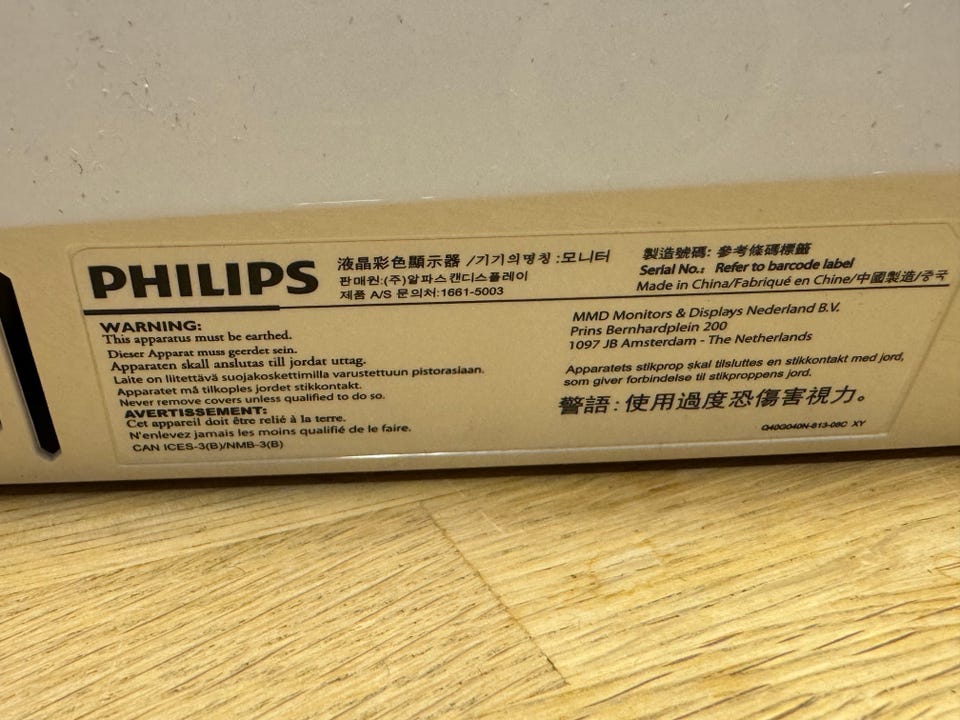 PHILIPS
液晶彩色顯示器 /기기의명칭 :모니터
판매원:(주)알파스캔디스플레이
제품 A/S 문의처:1661-5003
製造號碼: 參考條碼標籤
Serial No.: Refer to barcode label
Made in China/Fabriqué en Chine/中國製造/중국
WARNING:
This apparatus must be earthed.
Dieser Apparat muss geerdet sein.
Apparaten skall anslutas till jordat uttag.
Laite on liitettävä suojakoskettimilla varustettuun pistorasiaan.
Apparatet må tilkoples jordet stikkontakt.
Never remove covers unless qualified to do so.
AVERTISSEMENT:
Cet appareil doit être relié à la terre.
N'enlevez jamais les moins qualifié de le faire.
CAN ICES-3(B)/NMB-3(B)
MMD Monitors & Displays Nederland B.V.
Prins Bernhardplein 200
1097 JB Amsterdam - The Netherlands
Apparatets stikprop skal tilsluttes en stikkontakt med jord,
som giver forbindelse til stikproppens jord.
警語: 使用過度恐傷害視力。
Q40G040N-813-08C XY